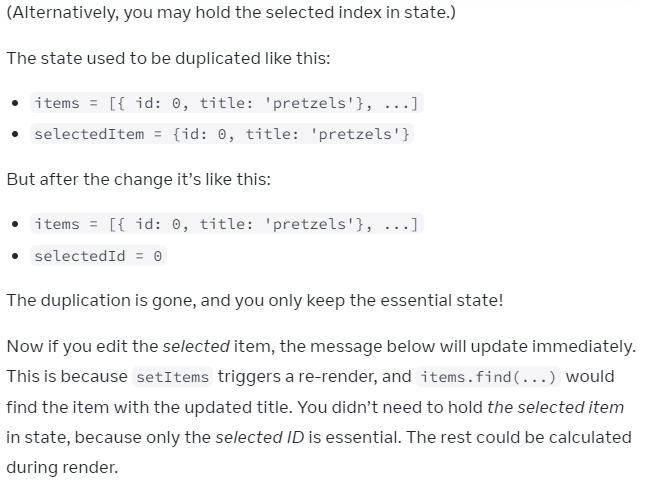 (Alternatively, you may hold the selected index in state.)
The state used to be duplicated like this:
• items = [{ id: 0, title: 'pretzels'}, ...]
• selectedItem = {id: 0, title: 'pretzels'}
But after the change it’s like this:
• items = [{ id: 0, title: 'pretzels'}, ...]
• selectedId = 0
The duplication is gone, and you only keep the essential state!
Now if you edit the selected item, the message below will update immediately.
This is because setItems triggers a re-render, and items.find(...) would
find the item with the updated title. You didn’t need to hold the selected item
in state, because only the selected ID is essential. The rest could be calculated
during render.